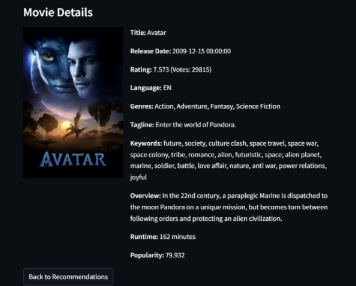 Movie Details
AVATAR
Title: Avatar
Release Date: 2009-12-15 00:00:00
Rating: 7.573 (Votes: 29815)
Language: EN
Genres: Action, Adventure, Fantasy, Science Fiction
Tagline: Enter the world of Pandora.
Keywords: future, society, culture clash, space travel, space war,
space colony, tribe, romance, alien, futuristic, space, alien planet,
marine, soldier, battle, love affair, nature, anti war, power relations,
joyful
Overview: In the 22nd century, a paraplegic Marine is dispatched to
the moon Pandora on a unique mission, but becomes torn between
following orders and protecting an alien civilization.
Runtime: 162 minutes
Popularity: 79.932
Back to Recommendations